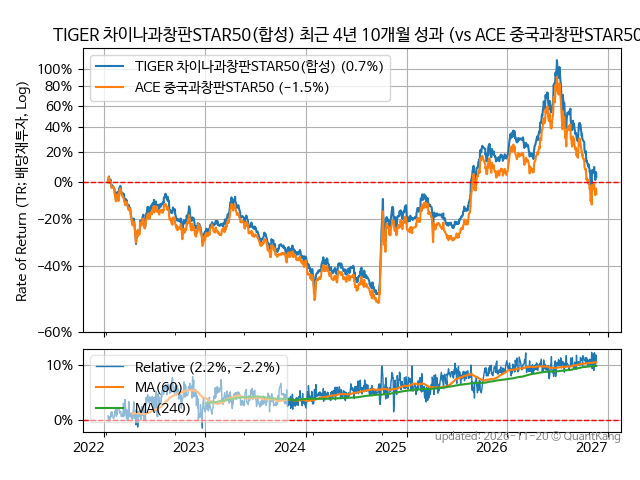 TIGER 차이나과창판STAR50(합성) 최근 4년 10개월 성과 (vs ACE 중국과창판STAR50
Rate of Return (TR: 배당재투자, Log)
100%
80%
60%
40%
20%
0%
−20%
−40%
−60%
TIGER 차이나과창판STAR50(합성) (0.7%)
ACE 중국과창판STAR50 (−1.5%)
10%
0%
Relative (2.2%, −2.2%)
MA(60)
MA(240)
2022
2023
2024
2025
2026
2027
updated: 2026-11-20 © QuantKang